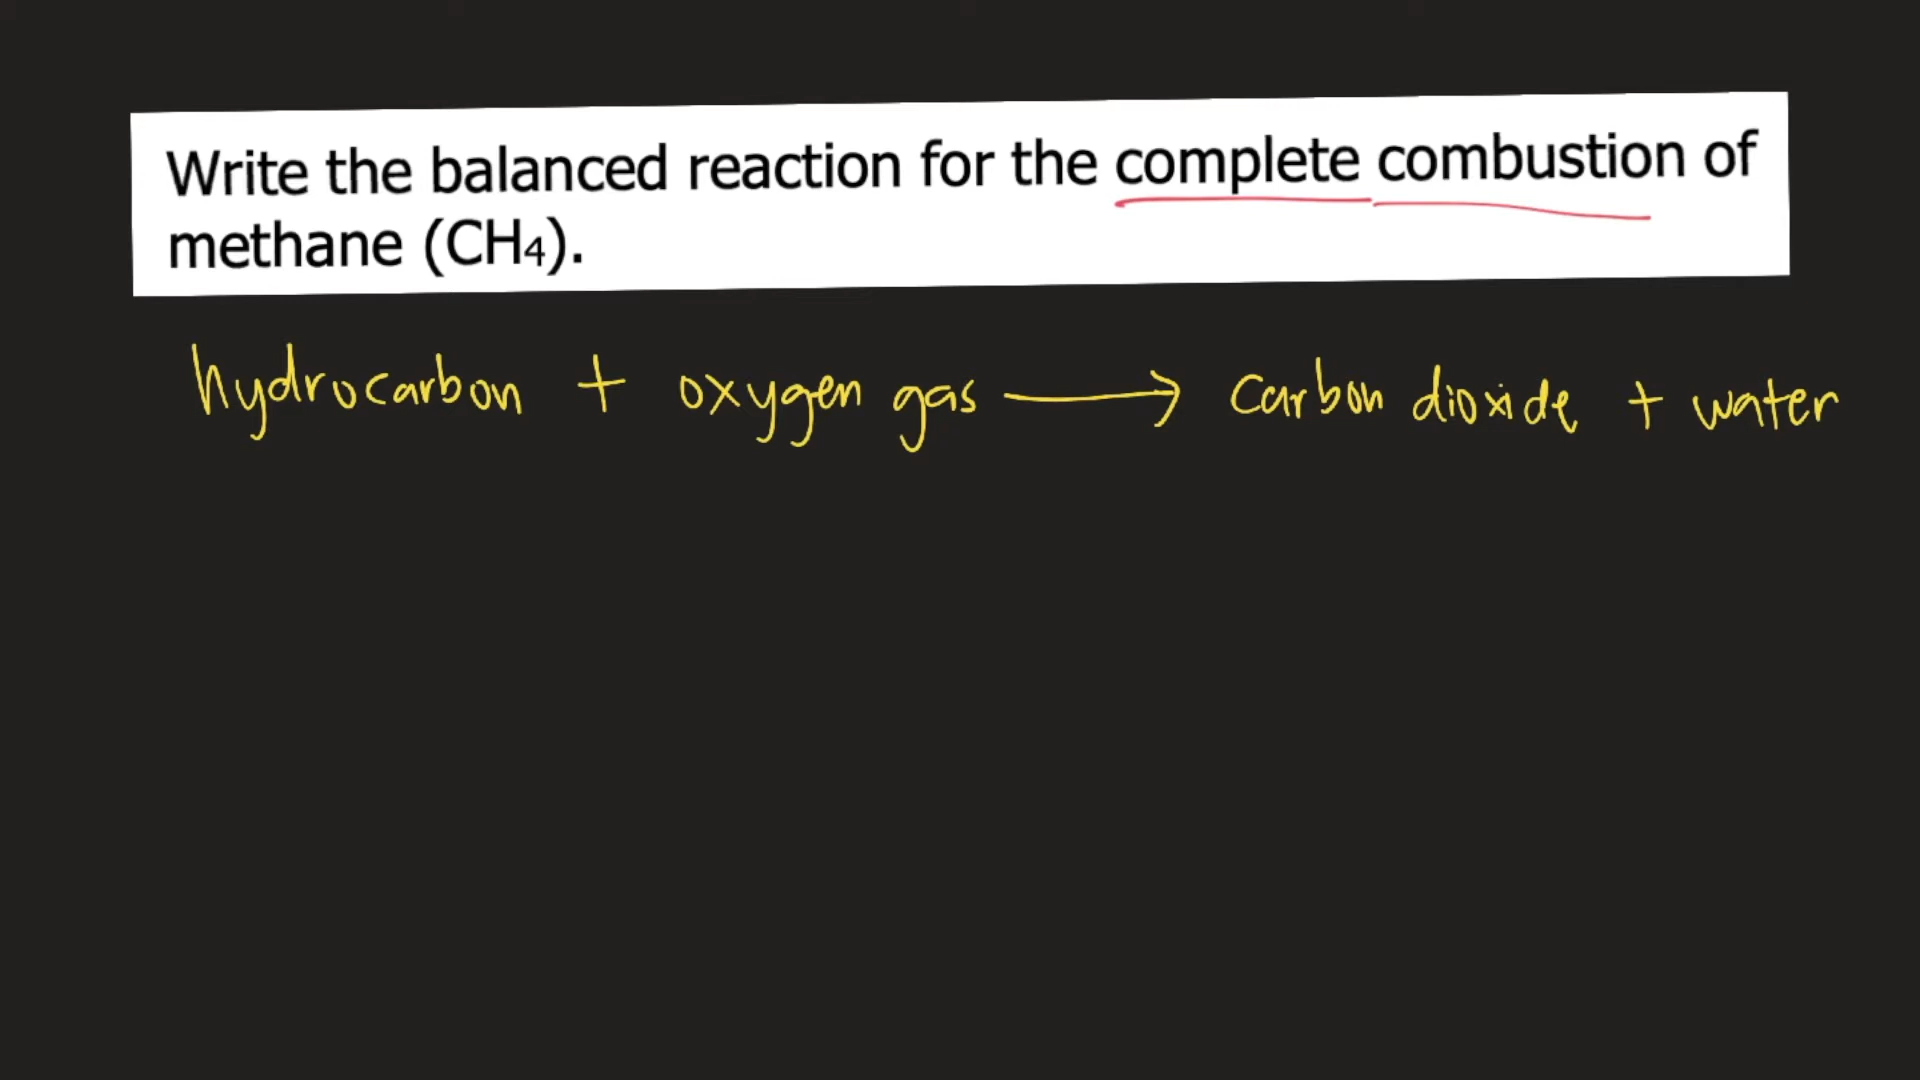 Write the balanced reaction for the complete combustion of
methane (CH₄).
hydrocarbon + oxygen gas ⟶ carbon dioxide + water